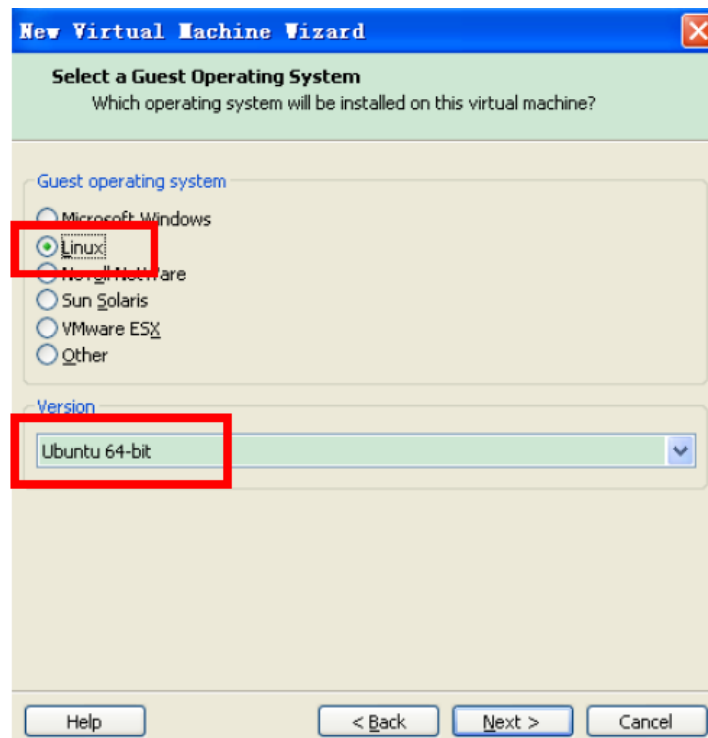 New Virtual Machine Wizard
Select a Guest Operating System
Which operating system will be installed on this virtual machine?
Guest operating system
Microsoft Windows
Linux
Novell NetWare
Sun Solaris
VMware ESX
Other
Version
Ubuntu 64-bit
Help
< Back
Next >
Cancel